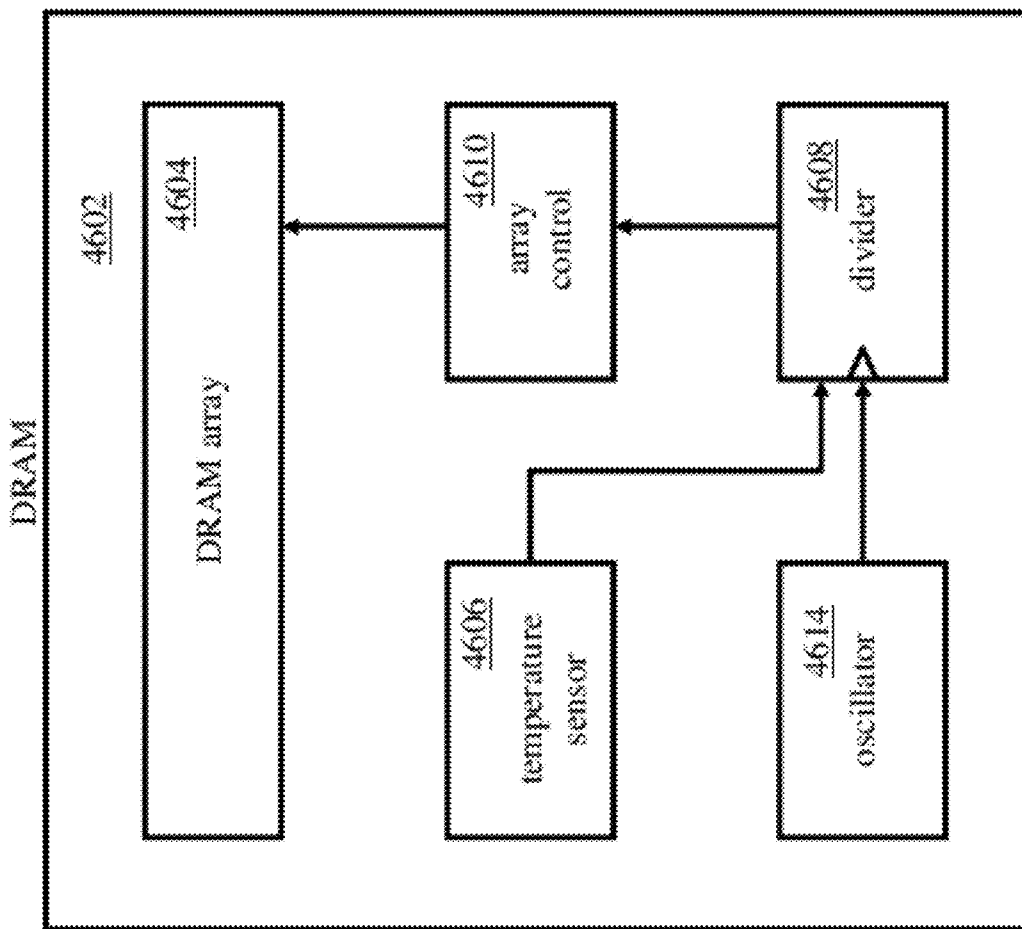 DRAM
4602
4604
DRAM array
4606
temperature
sensor
4610
array
control
4614
oscillator
4608
divider